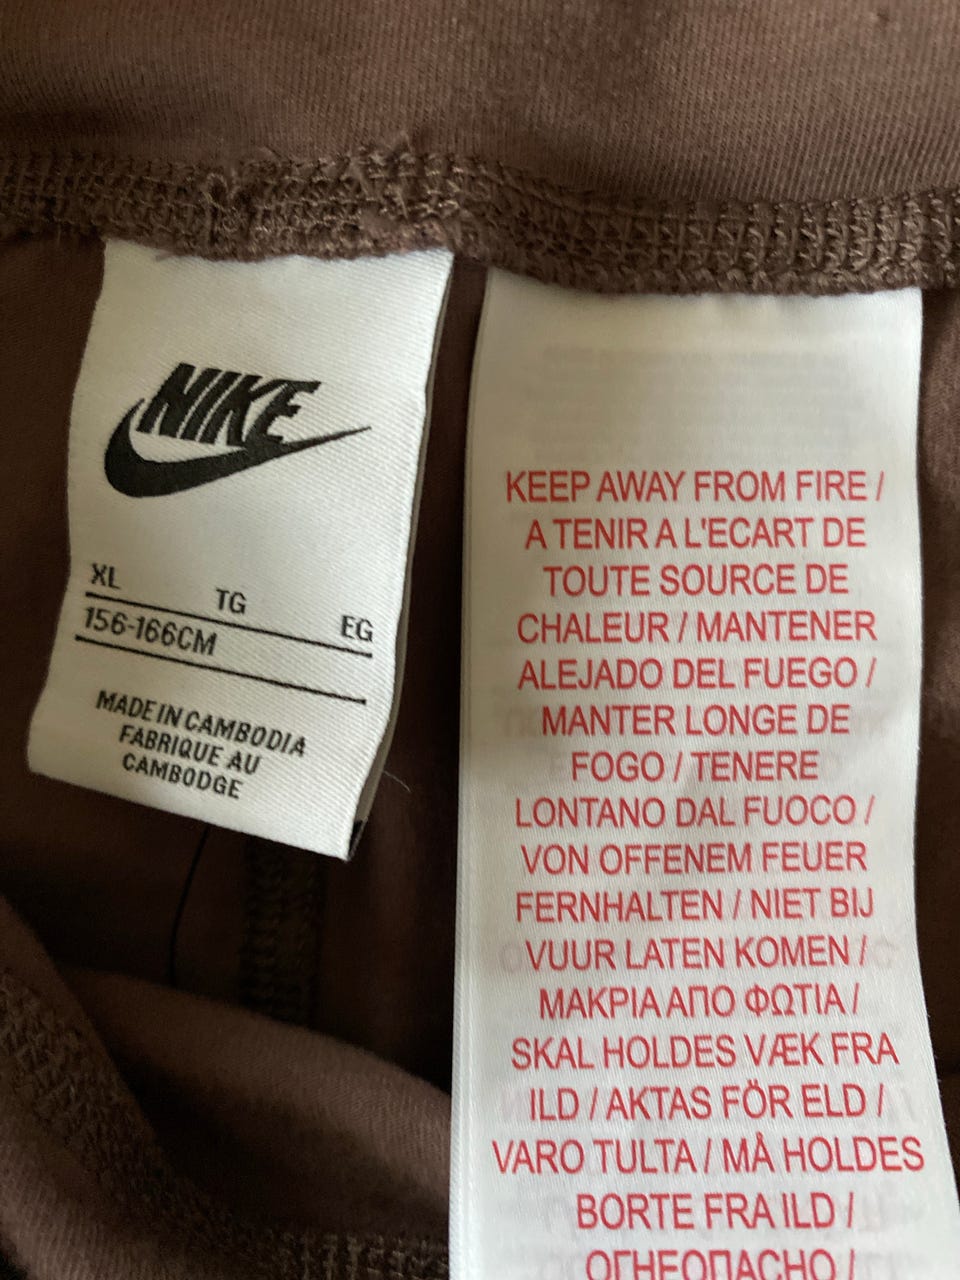 NIKE
XL TG EG
156-166CM
MADE IN CAMBODIA
FABRIQUE AU
CAMBODGE
KEEP AWAY FROM FIRE /
A TENIR A L'ECART DE
TOUTE SOURCE DE
CHALEUR / MANTENER
ALEJADO DEL FUEGO /
MANTER LONGE DE
FOGO / TENERE
LONTANO DAL FUOCO /
VON OFFENEM FEUER
FERNHALTEN / NIET BIJ
VUUR LATEN KOMEN /
ΜΑΚΡΙΑ ΑΠΟ ΦΩΤΙΑ /
SKAL HOLDES VÆK FRA
ILD / AKTAS FÖR ELD /
VARO TULTA / MÅ HOLDES
BORTE FRA ILD /
ОГНЕОПАСНО /